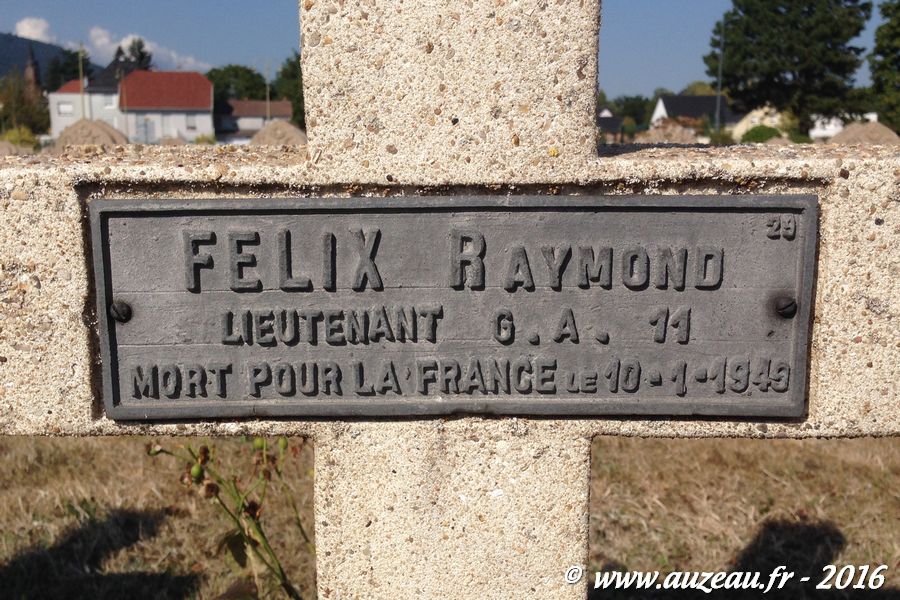 29
FELIX RAYMOND
LIEUTENANT G.A. 11
MORT POUR LA FRANCE LE 10-1-1949
© www.auzeau.fr - 2016